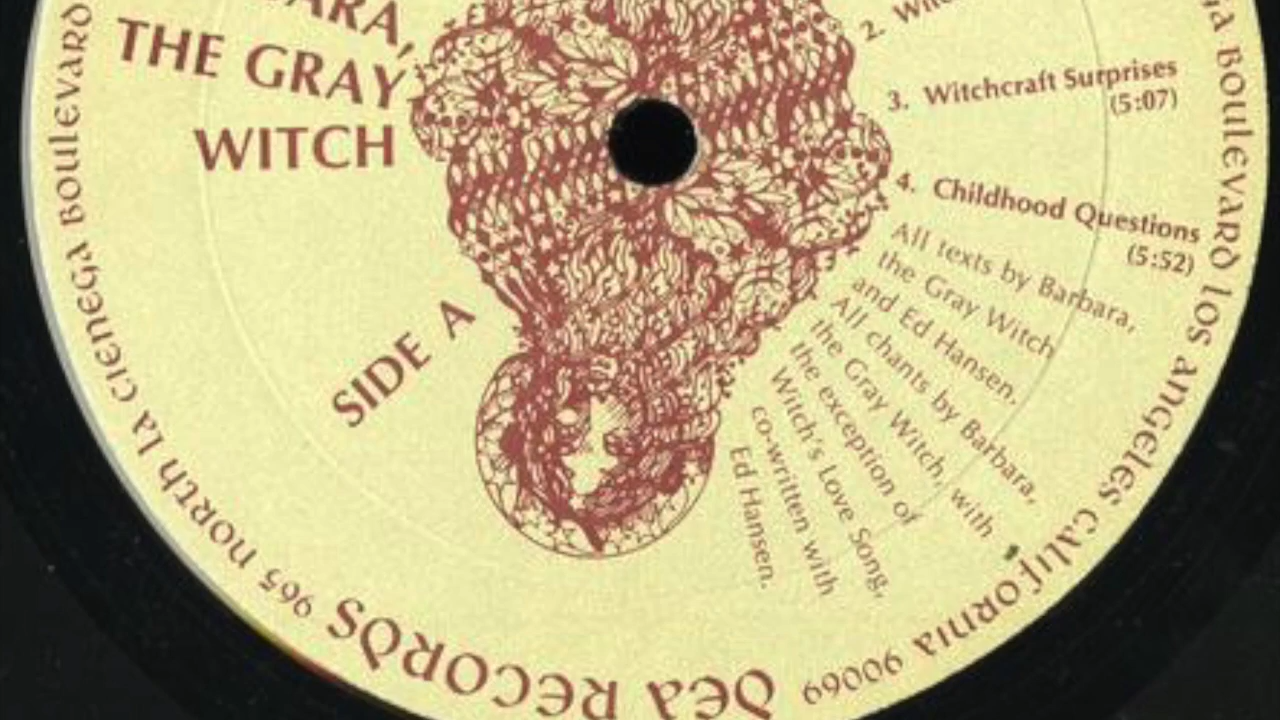 THE GRAY
WITCH
SIDE A
2.
3. Witchcraft Surprises
(5:07)
4. Childhood Questions
(5:52)
All texts by Barbara,
the Gray Witch
and Ed Hansen.
All chants by Barbara,
the Gray Witch, with
the exception of
Witch's Love Song,
co-written with
Ed Hansen.
DEA RECORDS 965 NORTH LA CIENEGA BOULEVARD
BOULEVARD LOS ANGELES CALIFORNIA 90069